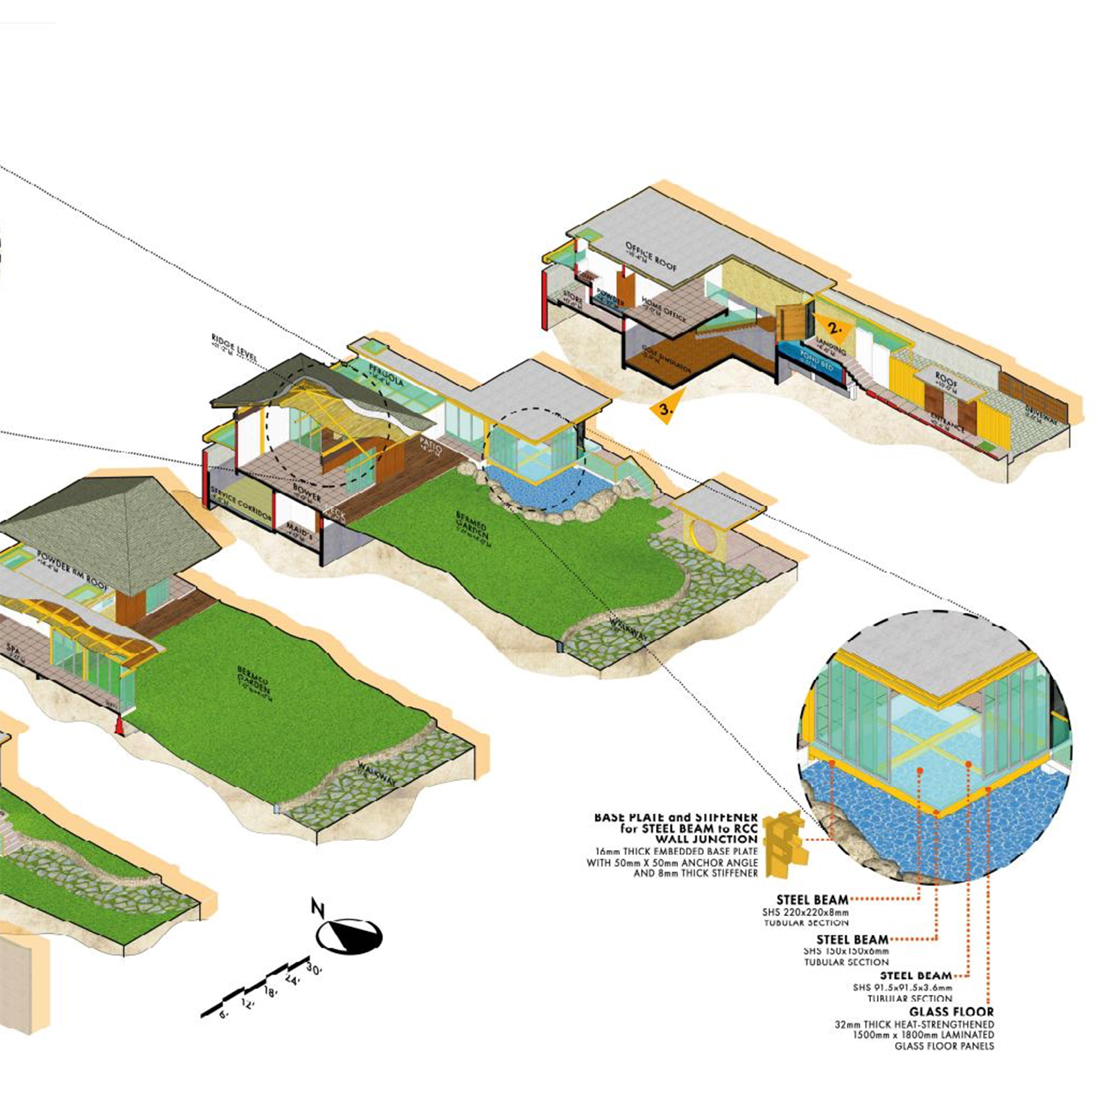 OFFICE ROOF
STORE
POWDER
HOME OFFICE
GOLF SIMULATOR
2.
LANDING
POND BED
3.
ROOF
ENTRANCE
DRIVEWAY
RIDGE LEVEL
PERGOLA
PATIO
BOWER
DECK
SERVICE CORRIDOR
MAID's
BERMED
GARDEN
WALKWAY
POWDER RM ROOF
SPA
BERMED
GARDEN
WALKWAY
BASE PLATE and STIFFENER
for STEEL BEAM to RCC
WALL JUNCTION
16mm THICK EMBEDDED BASE PLATE
WITH 50mm X 50mm ANCHOR ANGLE
AND 8mm THICK STIFFENER
STEEL BEAM
SHS 220x220x8mm
TUBULAR SECTION
STEEL BEAM
SHS 150x150x6mm
TUBULAR SECTION
STEEL BEAM
SHS 91.5x91.5x3.6mm
TUBULAR SECTION
GLASS FLOOR
32mm THICK HEAT-STRENGTHENED
1500mm x 1800mm LAMINATED
GLASS FLOOR PANELS
N
6' 12' 18' 24' 30'